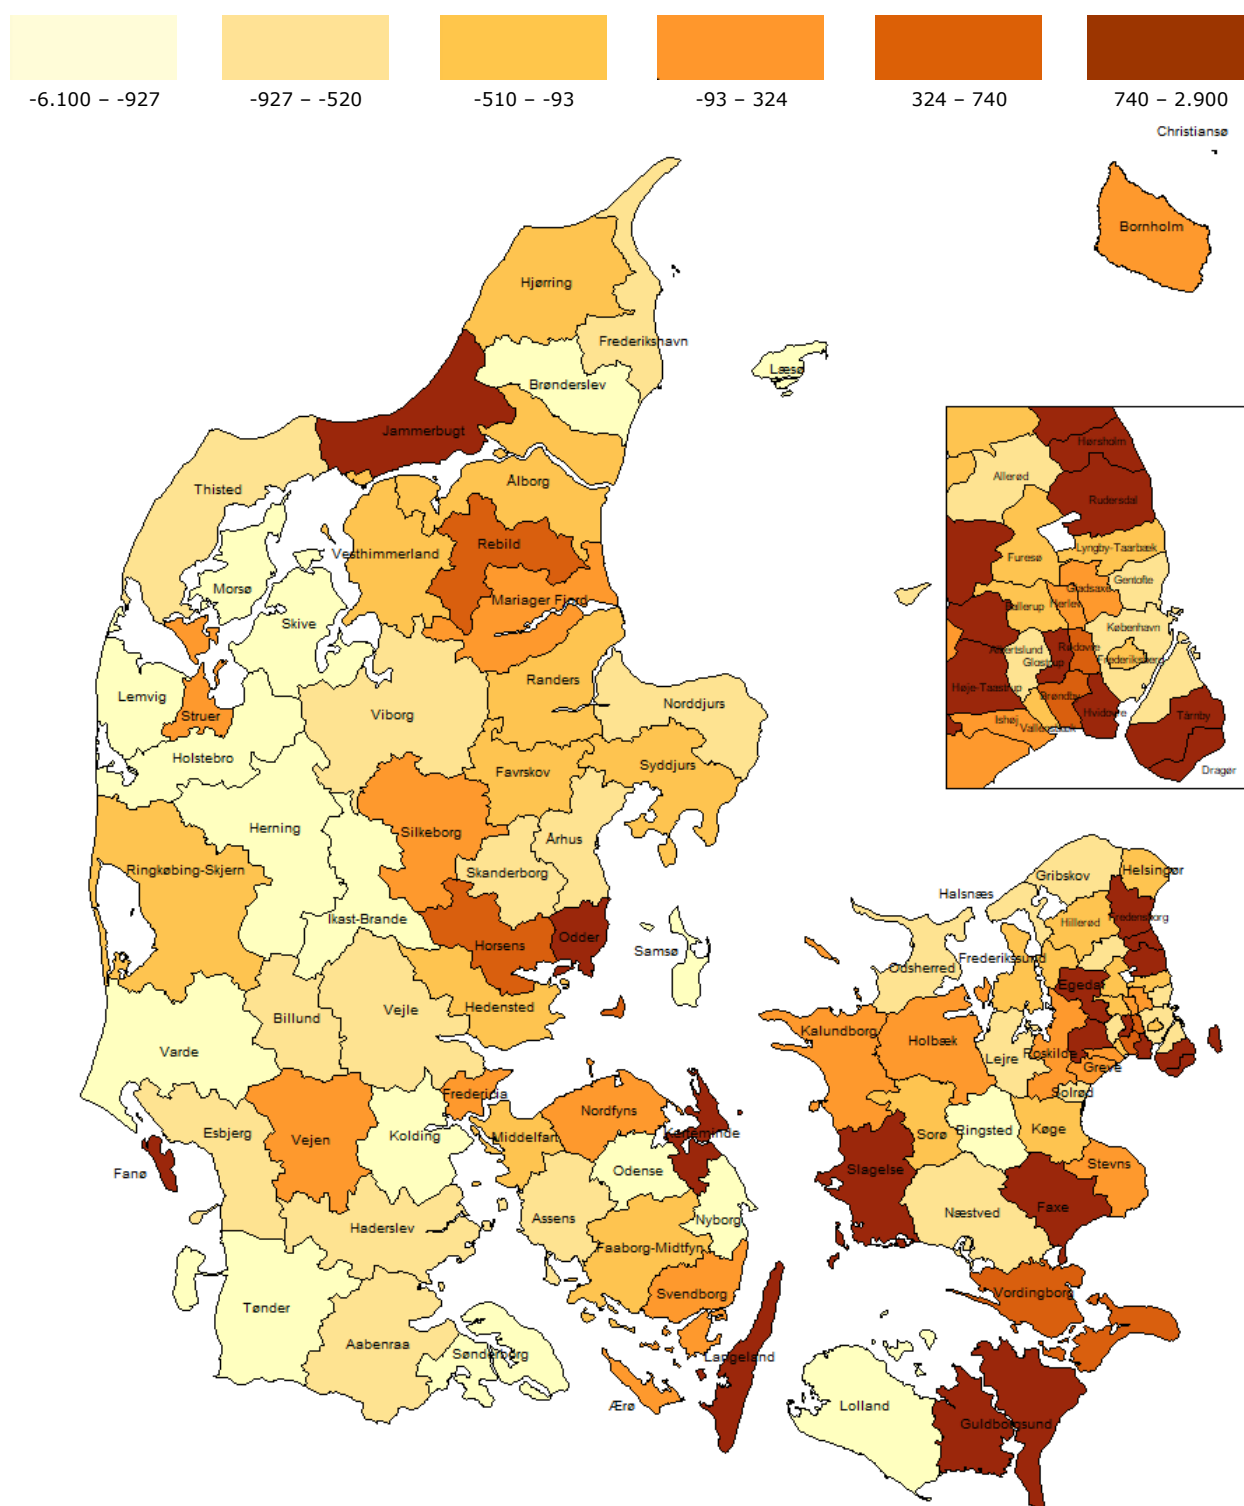 -6.100 – -927
-927 – -520
-510 – -93
-93 – 324
324 – 740
740 – 2.900
Christiansø
Bornholm
Hjørring
Frederikshavn
Læsø
Brønderslev
Jammerbugt
Thisted
Ålborg
Vesthimmerland
Rebild
Morsø
Mariager Fjord
Skive
Lemvig
Struer
Randers
Norddjurs
Viborg
Holstebro
Favrskov
Syddjurs
Herning
Silkeborg
Århus
Ringkøbing-Skjern
Skanderborg
Ikast-Brande
Horsens
Odder
Samsø
Hedensted
Billund
Vejle
Varde
Fredericia
Esbjerg
Vejen
Kolding
Fanø
Haderslev
Tønder
Aabenraa
Sønderborg
Nordfyns
Middelfart
Kerteminde
Odense
Assens
Nyborg
Faaborg-Midtfyn
Svendborg
Langeland
Ærø
Hørsholm
Allerød
Rudersdal
Furesø
Lyngby-Taarbæk
Gentofte
Gladsaxe
Ballerup
Herlev
København
Albertslund
Rødovre
Glostrup
Frederiksberg
Høje-Taastrup
Brøndby
Hvidovre
Ishøj
Vallensbæk
Tårnby
Dragør
Helsingør
Gribskov
Halsnæs
Hillerød
Fredensborg
Frederikssund
Odsherred
Egedal
Kalundborg
Holbæk
Lejre
Roskilde
Greve
Solrød
Sorø
Ringsted
Køge
Slagelse
Stevns
Næstved
Faxe
Vordingborg
Lolland
Guldborgsund